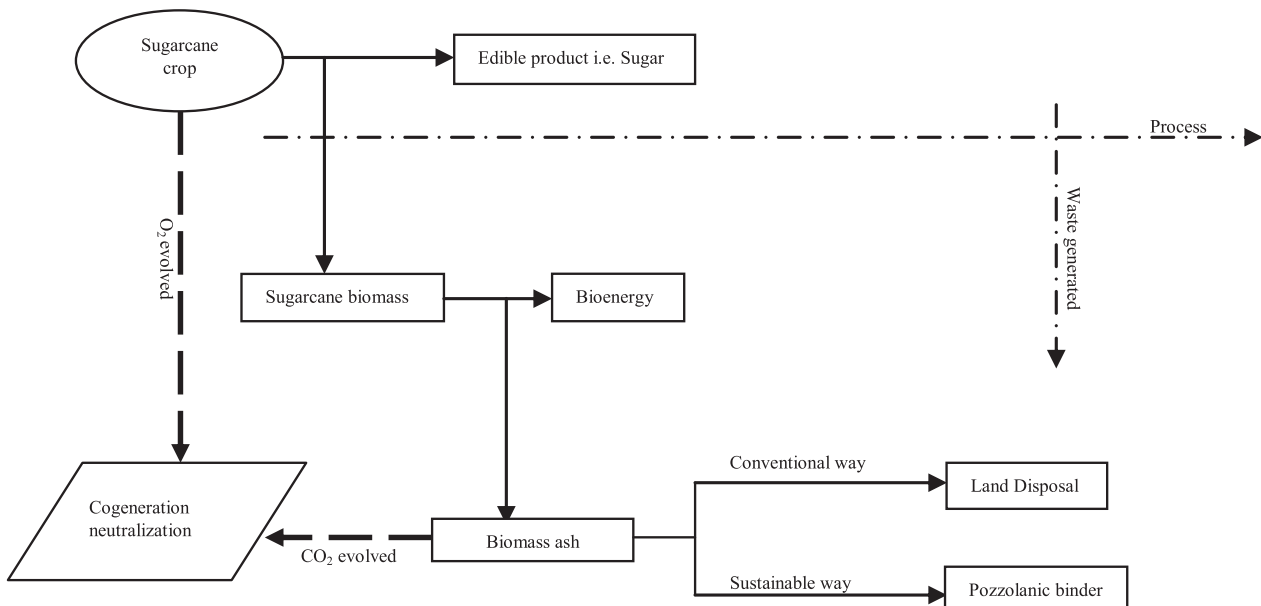 Sugarcane
crop
Edible product i.e. Sugar
Process
O₂ evolved
Waste generated
Sugarcane biomass
Bioenergy
Cogeneration
neutralization
CO₂ evolved
Biomass ash
Conventional way
Land Disposal
Sustainable way
Pozzolanic binder